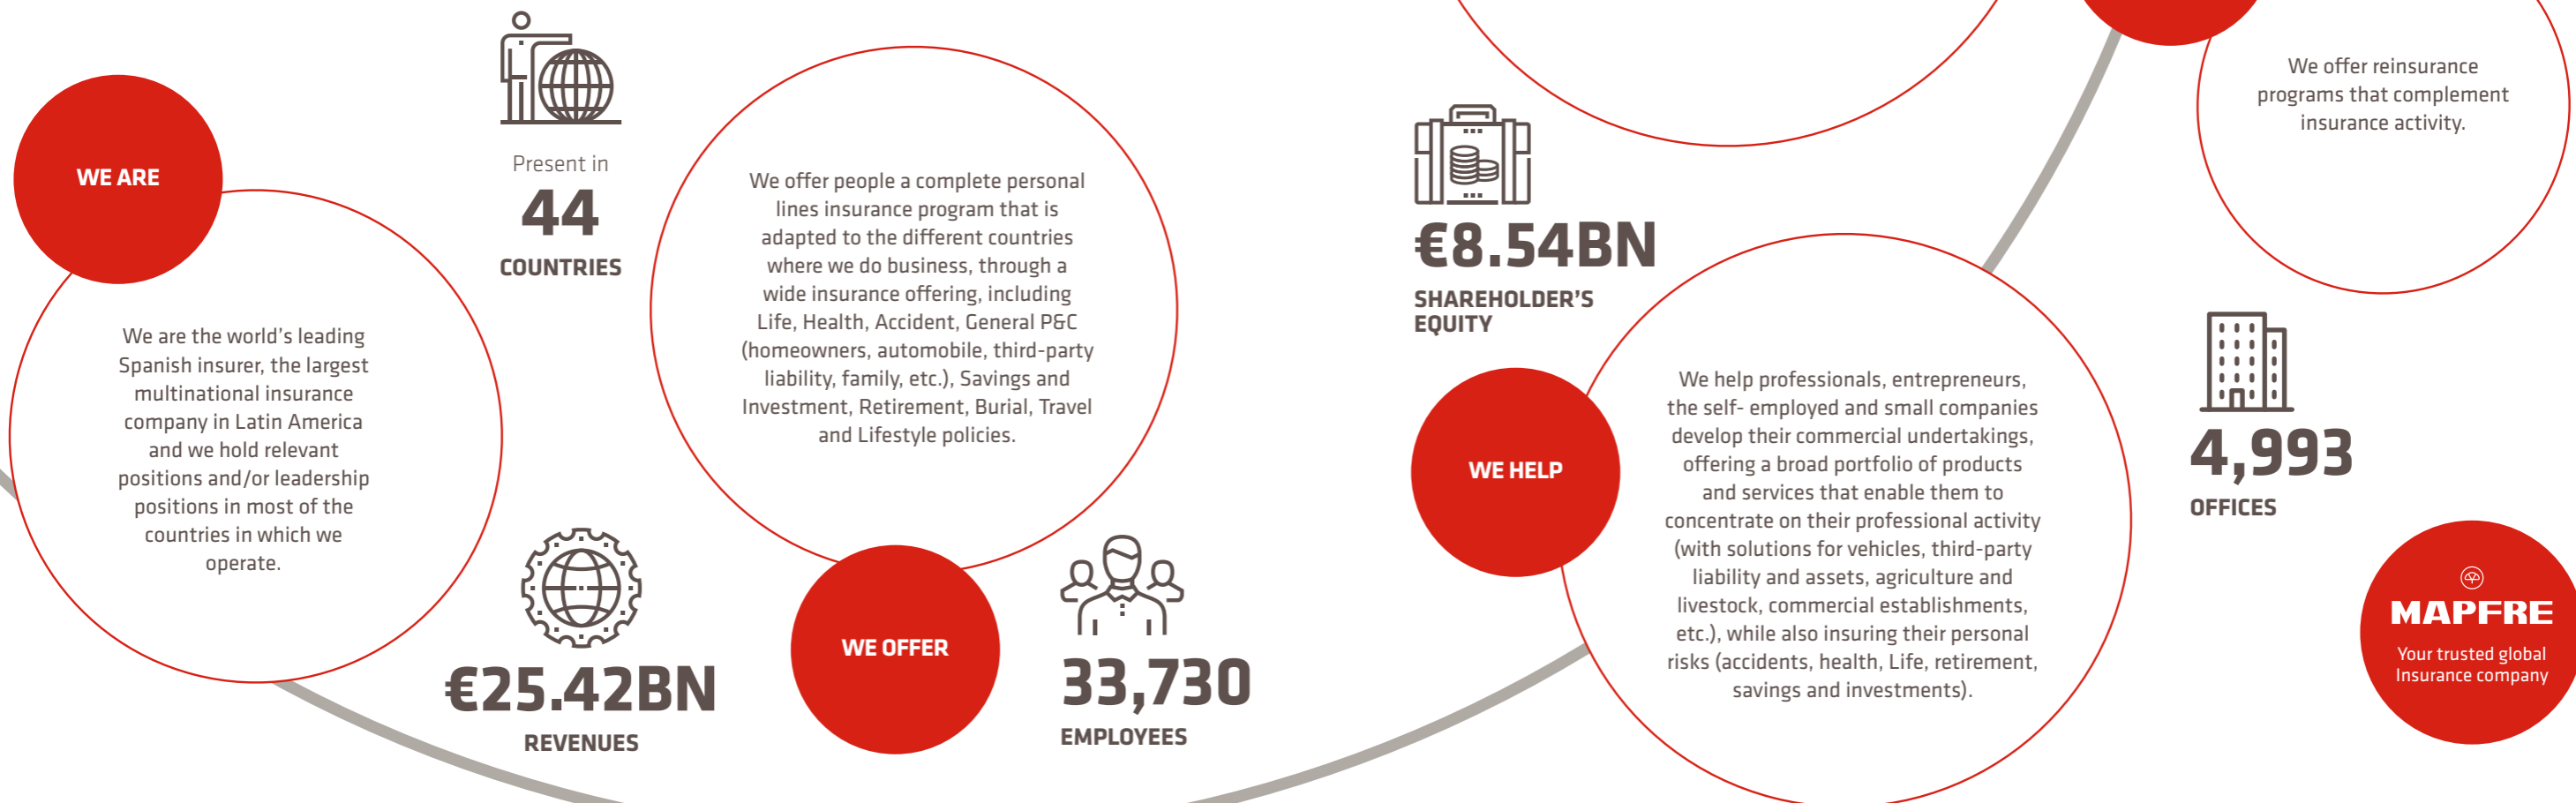 WE ARE
We are the world's leading
Spanish insurer, the largest
multinational insurance
company in Latin America
and we hold relevant
positions and/or leadership
positions in most of the
countries in which we
operate.
Present in
44
COUNTRIES
€25.42BN
REVENUES
We offer people a complete personal
lines insurance program that is
adapted to the different countries
where we do business, through a
wide insurance offering, including
Life, Health, Accident, General P&C
(homeowners, automobile, third-party
liability, family, etc.), Savings and
Investment, Retirement, Burial, Travel
and Lifestyle policies.
WE OFFER
33,730
EMPLOYEES
€8.54BN
SHAREHOLDER'S
EQUITY
WE HELP
We help professionals, entrepreneurs,
the self- employed and small companies
develop their commercial undertakings,
offering a broad portfolio of products
and services that enable them to
concentrate on their professional activity
(with solutions for vehicles, third-party
liability and assets, agriculture and
livestock, commercial establishments,
etc.), while also insuring their personal
risks (accidents, health, Life, retirement,
savings and investments).
We offer reinsurance
programs that complement
insurance activity.
4,993
OFFICES
MAPFRE
Your trusted global
Insurance company